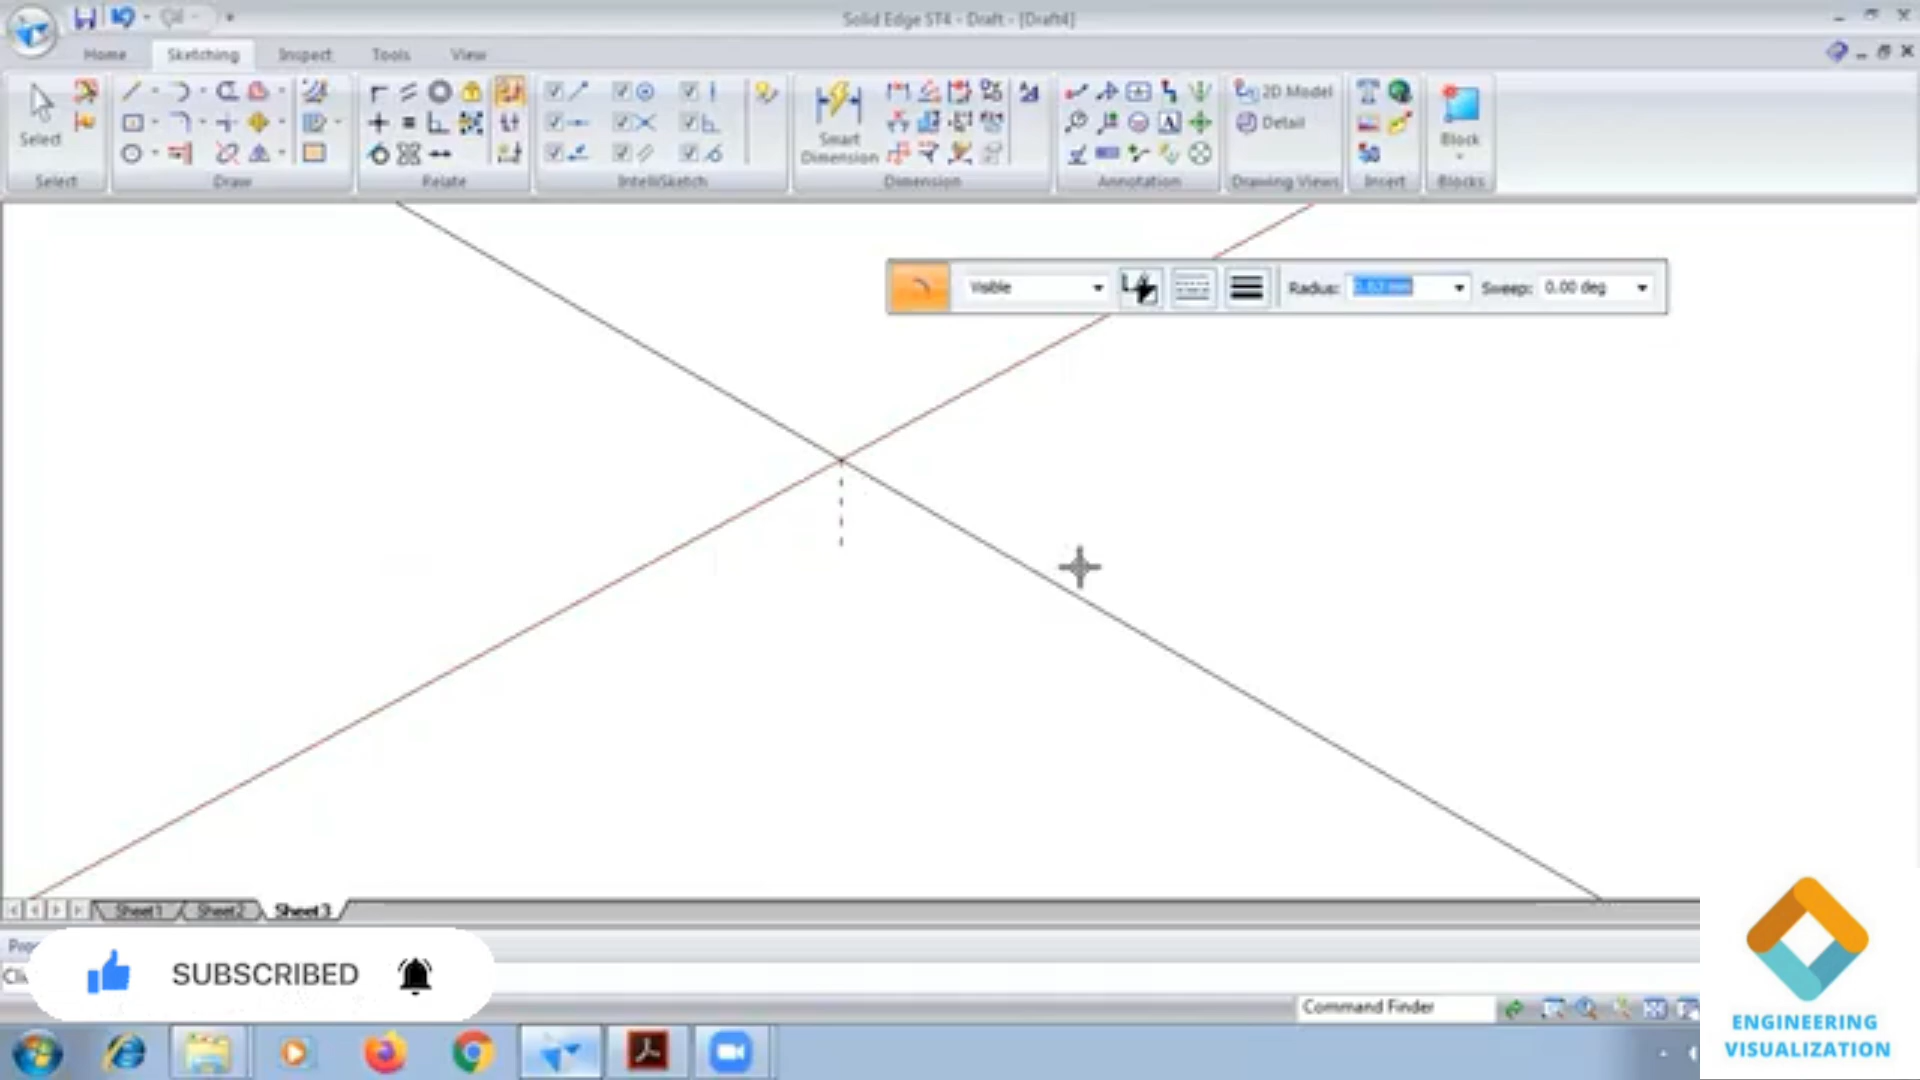 Solid Edge ST4 - Draft - [Draft4]
Home Sketching Inspect Tools View
Select
Smart
Dimension
2D Model
Detail
Block
Select Draw Relate IntelliSketch Dimension Annotation Drawing Views Insert Blocks
Visible Radius: Sweep: 0.00 deg
Sheet1 Sheet2 Sheet3
SUBSCRIBED
Command Finder
ENGINEERING
VISUALIZATION